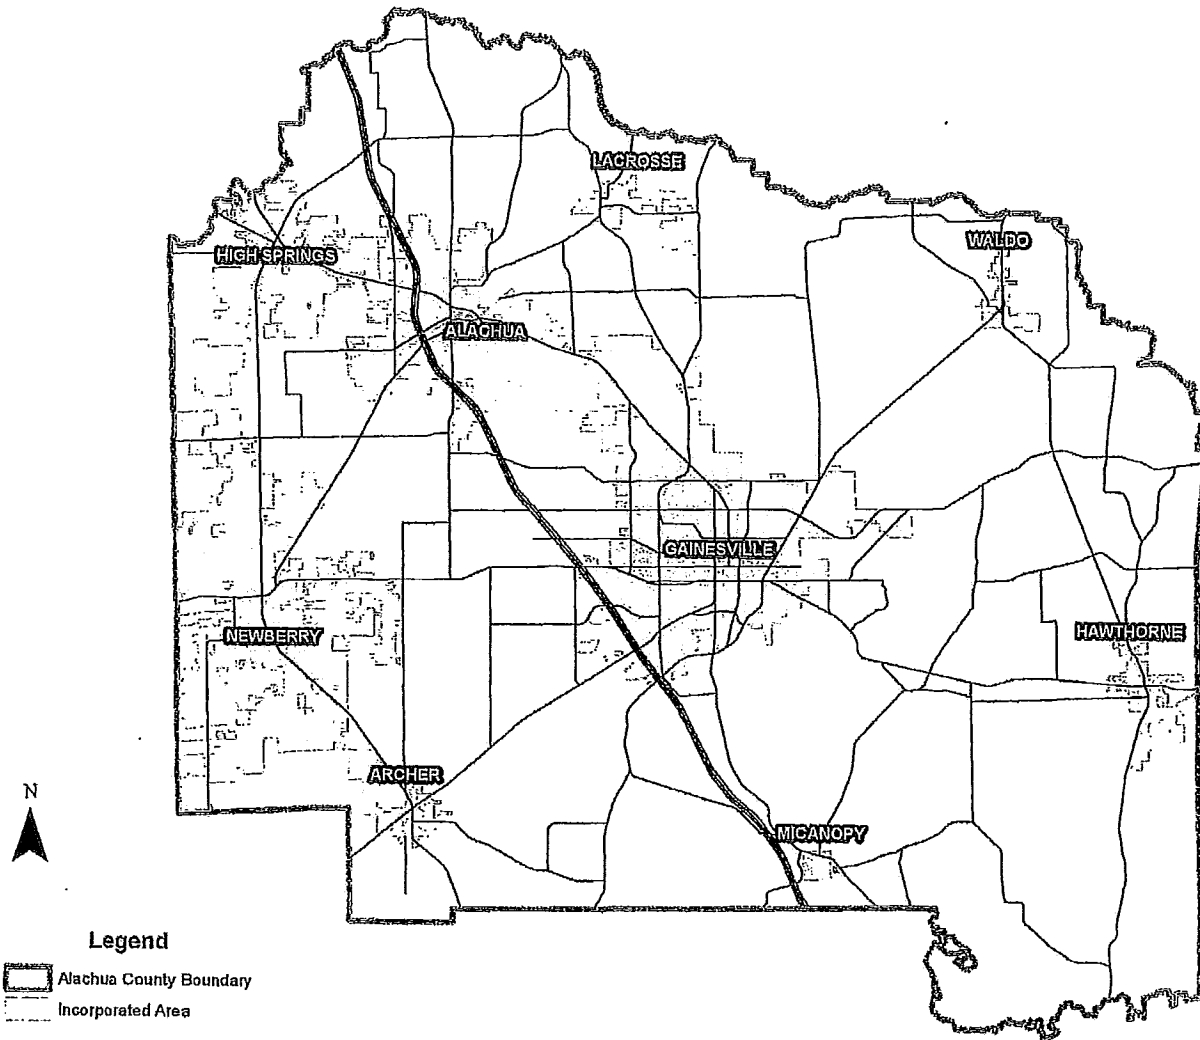 LACROSSE
WALDO
HIGH SPRINGS
ALACHUA
GAINESVILLE
HAWTHORNE
NEWBERRY
ARCHER
MICANOPY
N
Legend
Alachua County Boundary
Incorporated Area